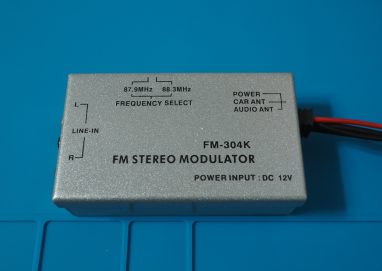 87.9MHz 88.3MHz
FREQUENCY SELECT
POWER
CAR ANT
AUDIO ANT
L
LINE-IN
R
FM-304K
FM STEREO MODULATOR
POWER INPUT : DC 12V